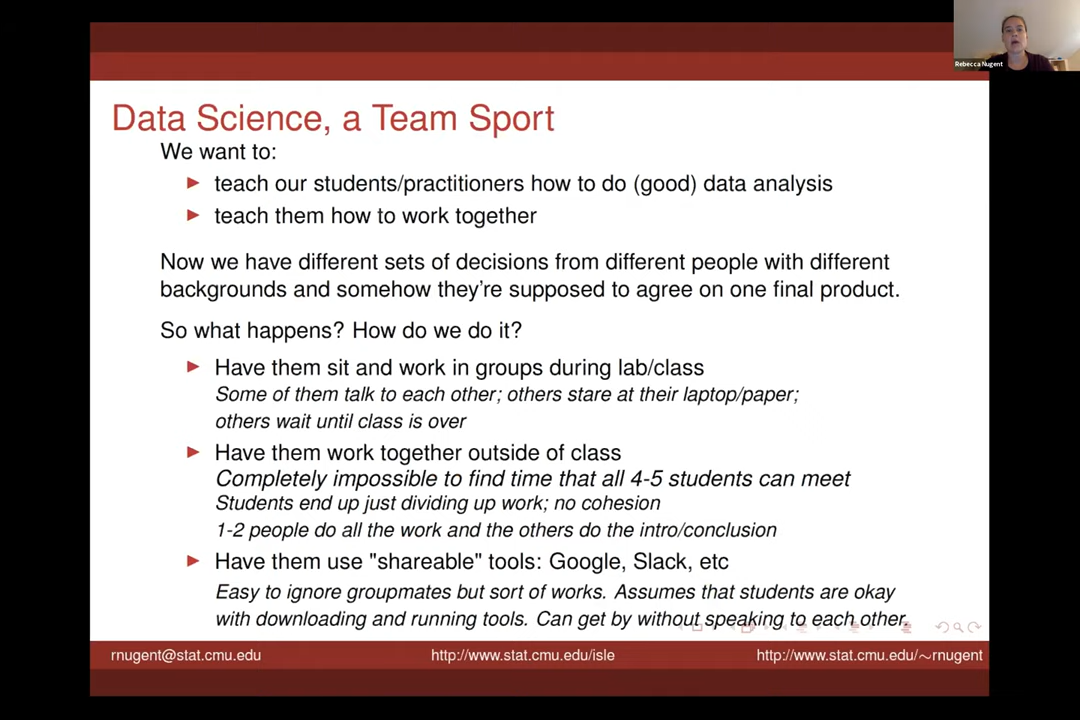 Rebecca Nugent
Data Science, a Team Sport
We want to:
teach our students/practitioners how to do (good) data analysis
teach them how to work together
Now we have different sets of decisions from different people with different
backgrounds and somehow they're supposed to agree on one final product.
So what happens? How do we do it?
Have them sit and work in groups during lab/class
Some of them talk to each other; others stare at their laptop/paper;
others wait until class is over
Have them work together outside of class
Completely impossible to find time that all 4-5 students can meet
Students end up just dividing up work; no cohesion
1-2 people do all the work and the others do the intro/conclusion
Have them use "shareable" tools: Google, Slack, etc
Easy to ignore groupmates but sort of works. Assumes that students are okay
with downloading and running tools. Can get by without speaking to each other.
rnugent@stat.cmu.edu http://www.stat.cmu.edu/isle http://www.stat.cmu.edu/~rnugent